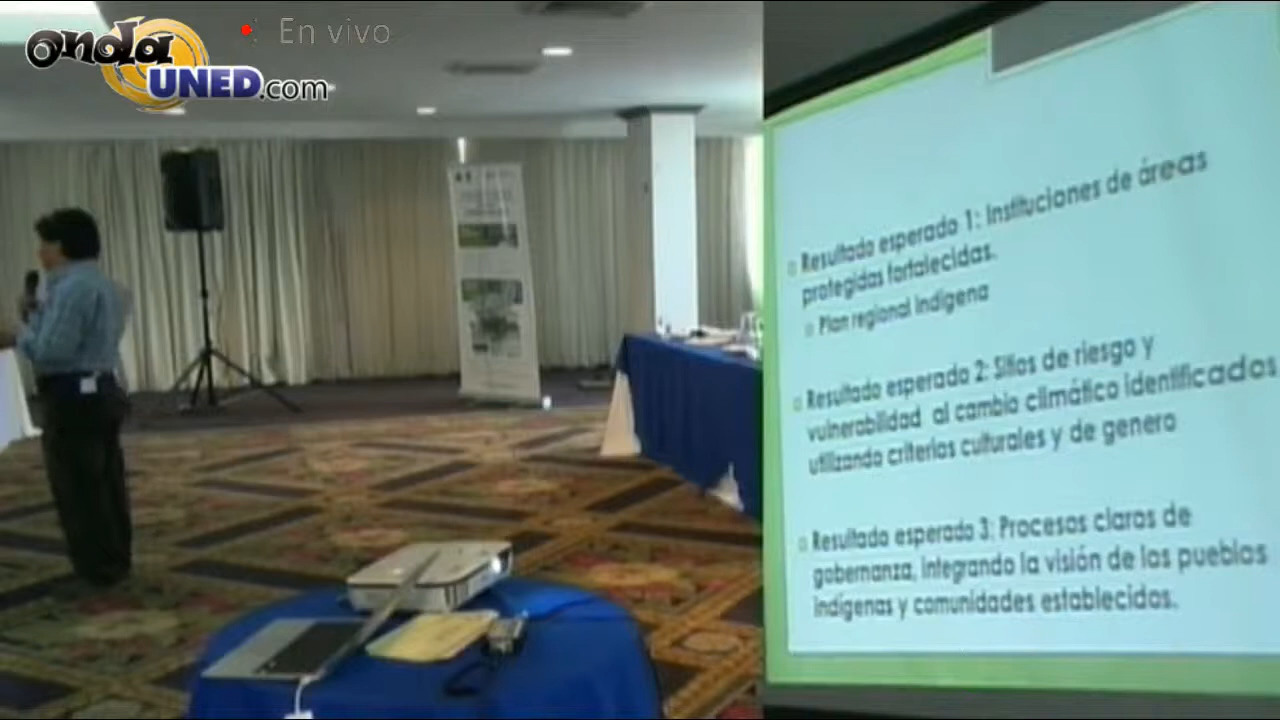 onda
UNED.com
En vivo
Resultado esperado 1: Instituciones de áreas
protegidas fortalecidas.
Plan regional indígena
Resultado esperado 2: Sitios de riesgo y
vulnerabilidad al cambio climático identificados
utilizando criterios culturales y de genero
Resultado esperado 3: Procesos claros de
gobernanza, integrando la visión de los pueblos
indígenas y comunidades establecidos.